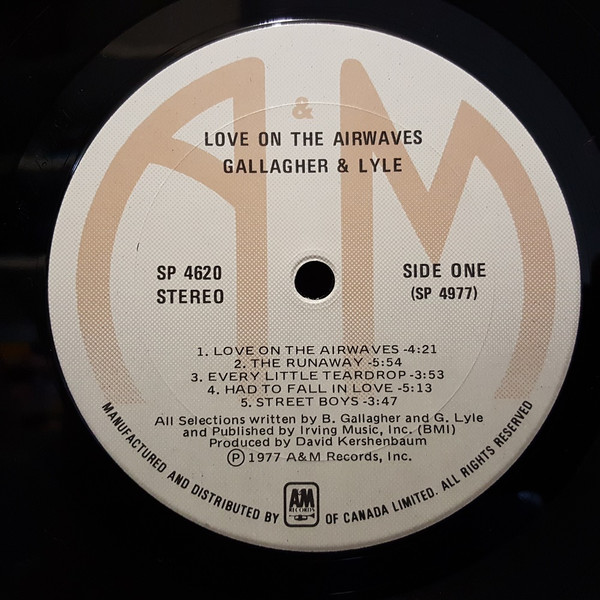 &
LOVE ON THE AIRWAVES
GALLAGHER & LYLE
SP 4620
STEREO
SIDE ONE
(SP 4977)
1. LOVE ON THE AIRWAVES -4:21
2. THE RUNAWAY -5:54
3. EVERY LITTLE TEARDROP -3:53
4. HAD TO FALL IN LOVE -5:13
5. STREET BOYS -3:47
All Selections written by B. Gallagher and G. Lyle
and Published by Irving Music, Inc. (BMI)
Produced by David Kershenbaum
Ⓟ 1977 A&M Records, Inc.
MANUFACTURED AND DISTRIBUTED BY A&M RECORDS OF CANADA LIMITED. ALL RIGHTS RESERVED